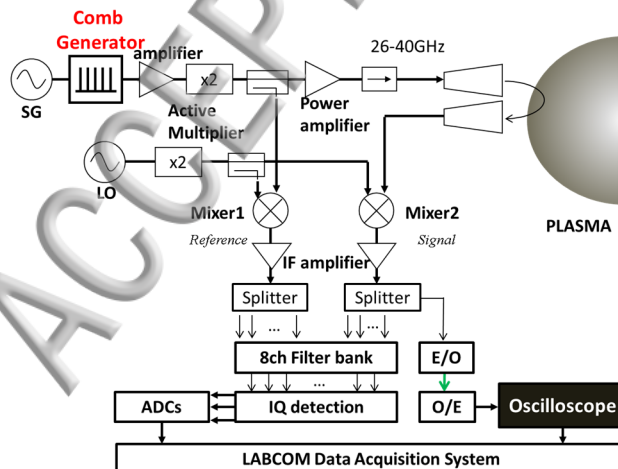 Comb
Generator
amplifier
26-40GHz
x2
SG
Active
Multiplier
Power
amplifier
x2
LO
Mixer1
Mixer2
PLASMA
Reference
Signal
IF amplifier
Splitter
Splitter
...
...
8ch Filter bank
E/O
...
ADCs
IQ detection
O/E
Oscilloscope
LABCOM Data Acquisition System
ACCEP